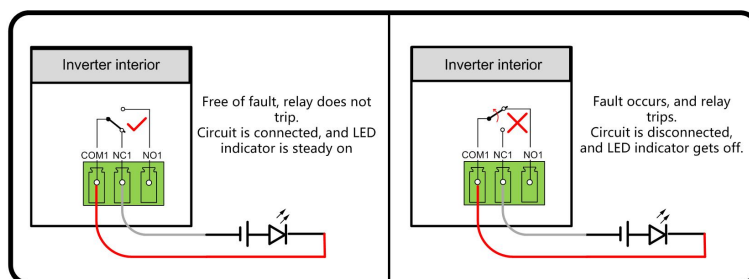 Inverter interior
Free of fault, relay does not
trip.
Circuit is connected, and LED
indicator is steady on
COM1 NC1 NO1
Inverter interior
Fault occurs, and relay
trips.
Circuit is disconnected,
and LED indicator gets off.
COM1 NC1 NO1